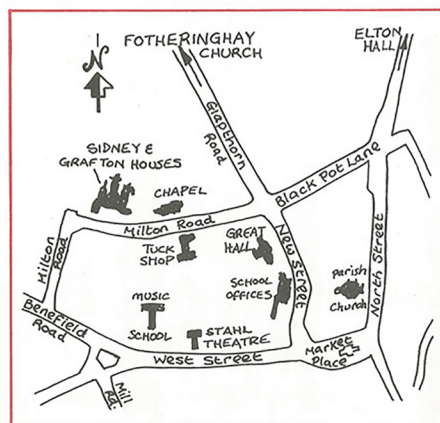 FOTHERINGHAY
CHURCH
ELTON
HALL
N
Glapthorn
Road
SIDNEY &
GRAFTON HOUSES
CHAPEL
Black Pot Lane
Milton Road
Milton
Road
TUCK
SHOP
GREAT
HALL
New Street
North Street
SCHOOL
OFFICES
Parish
Church
MUSIC
SCHOOL
STAHL
THEATRE
Benefield
Road
West Street
Market
Place
Mill
Rd.